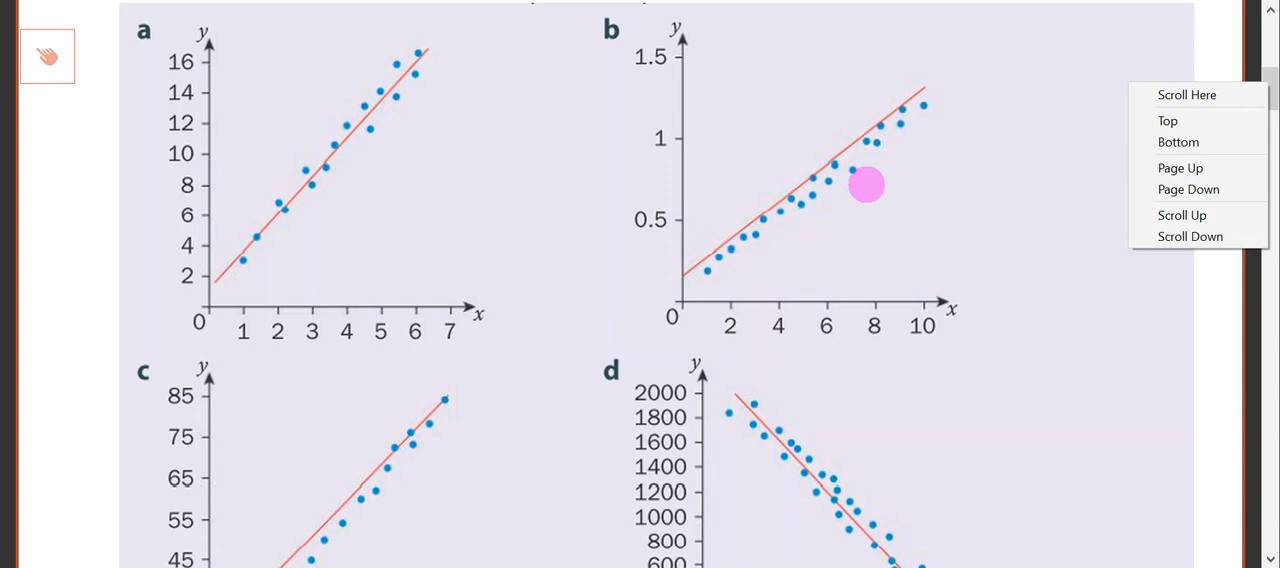 a
y
16
14
12
10
8
6
4
2
0
1 2 3 4 5 6 7
x
b
y
1.5
1
0.5
0
2 4 6 8 10
x
c
y
85
75
65
55
45
d
y
2000
1800
1600
1400
1200
1000
800
600
Scroll Here
Top
Bottom
Page Up
Page Down
Scroll Up
Scroll Down